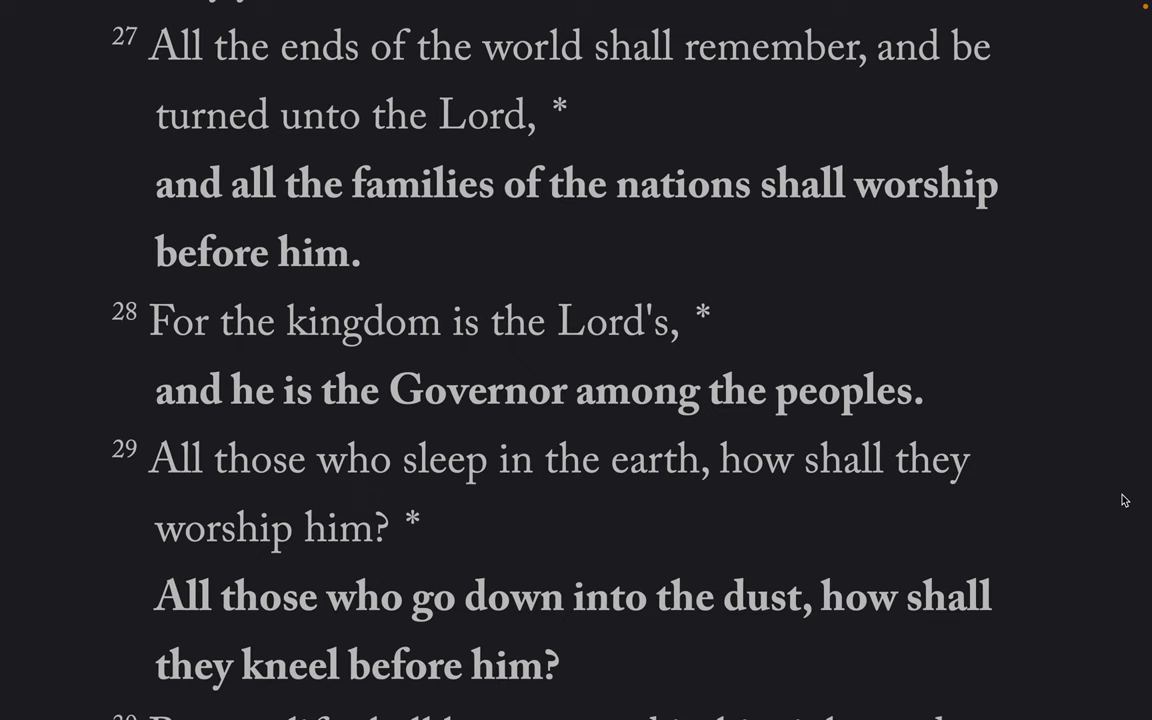 27 All the ends of the world shall remember, and be
turned unto the Lord, *
and all the families of the nations shall worship
before him.
28 For the kingdom is the Lord's, *
and he is the Governor among the peoples.
29 All those who sleep in the earth, how shall they
worship him? *
All those who go down into the dust, how shall
they kneel before him?